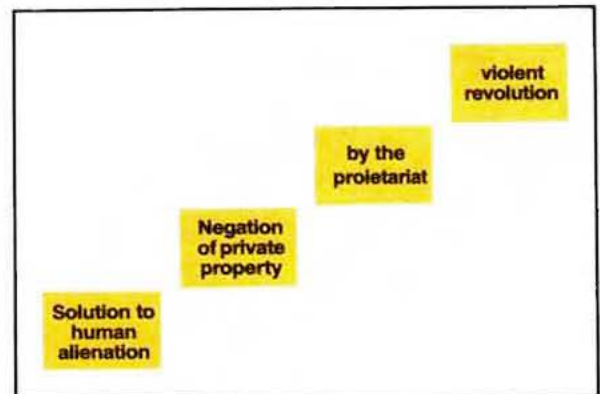 Solution to
human
alienation
Negation
of private
property
by the
proletariat
violent
revolution